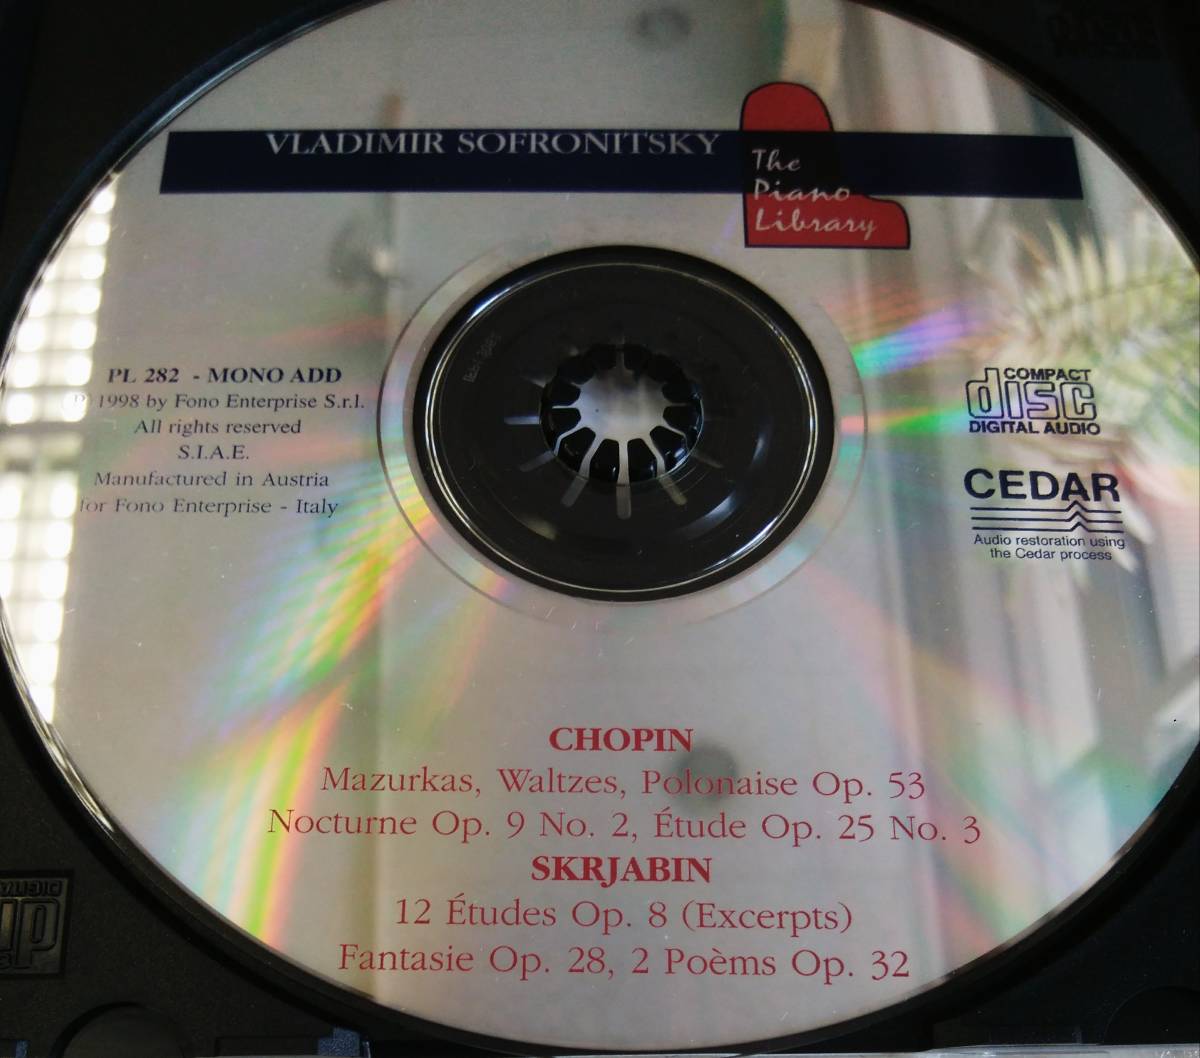 VLADIMIR SOFRONITSKY
The
Piano
Library
PL 282 - MONO ADD
(P) 1998 by Fono Enterprise S.r.l.
All rights reserved
S.I.A.E.
Manufactured in Austria
for Fono Enterprise - Italy
COMPACT
disc
DIGITAL AUDIO
CEDAR
Audio restoration using
the Cedar process
CHOPIN
Mazurkas, Waltzes, Polonaise Op. 53
Nocturne Op. 9 No. 2, Étude Op. 25 No. 3
SKRJABIN
12 Études Op. 8 (Excerpts)
Fantasie Op. 28, 2 Poèms Op. 32